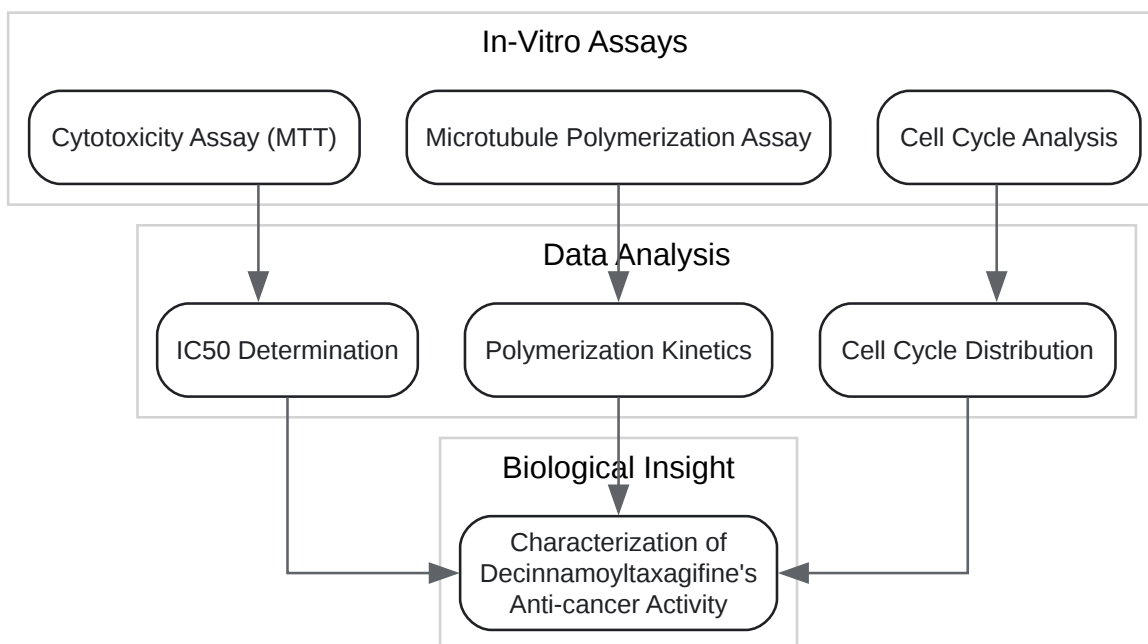 In-Vitro Assays
Cytotoxicity Assay (MTT)
Microtubule Polymerization Assay
Cell Cycle Analysis
Data Analysis
IC50 Determination
Polymerization Kinetics
Cell Cycle Distribution
Biological Insight
Characterization of
Decinnamoyltaxagifine's
Anti-cancer Activity